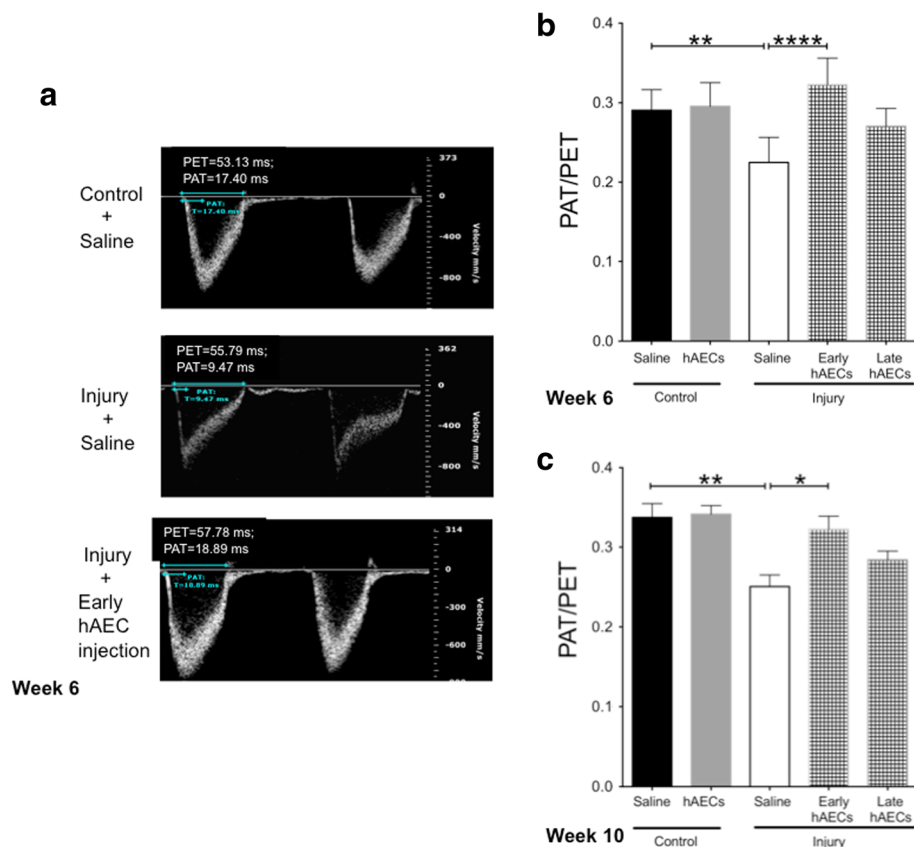 a
Control
+
Saline
PET=53.13 ms;
PAT=17.40 ms
PAT:
T=17.40 ms
373
0
-400
-800
Velocity mm/s
Injury
+
Saline
PET=55.79 ms;
PAT=9.47 ms
PAT:
T=9.47 ms
362
0
-400
-800
Velocity mm/s
Injury
+
Early
hAEC
injection
PET=57.78 ms;
PAT=18.89 ms
PAT:
T=18.89 ms
314
0
-300
-600
Velocity mm/s
Week 6
b
PAT/PET
0.4
0.3
0.2
0.1
0.0
** ****
Saline hAECs Saline Early hAECs Late hAECs
Control Injury
Week 6
c
PAT/PET
0.4
0.3
0.2
0.1
0.0
** *
Saline hAECs Saline Early hAECs Late hAECs
Control Injury
Week 10